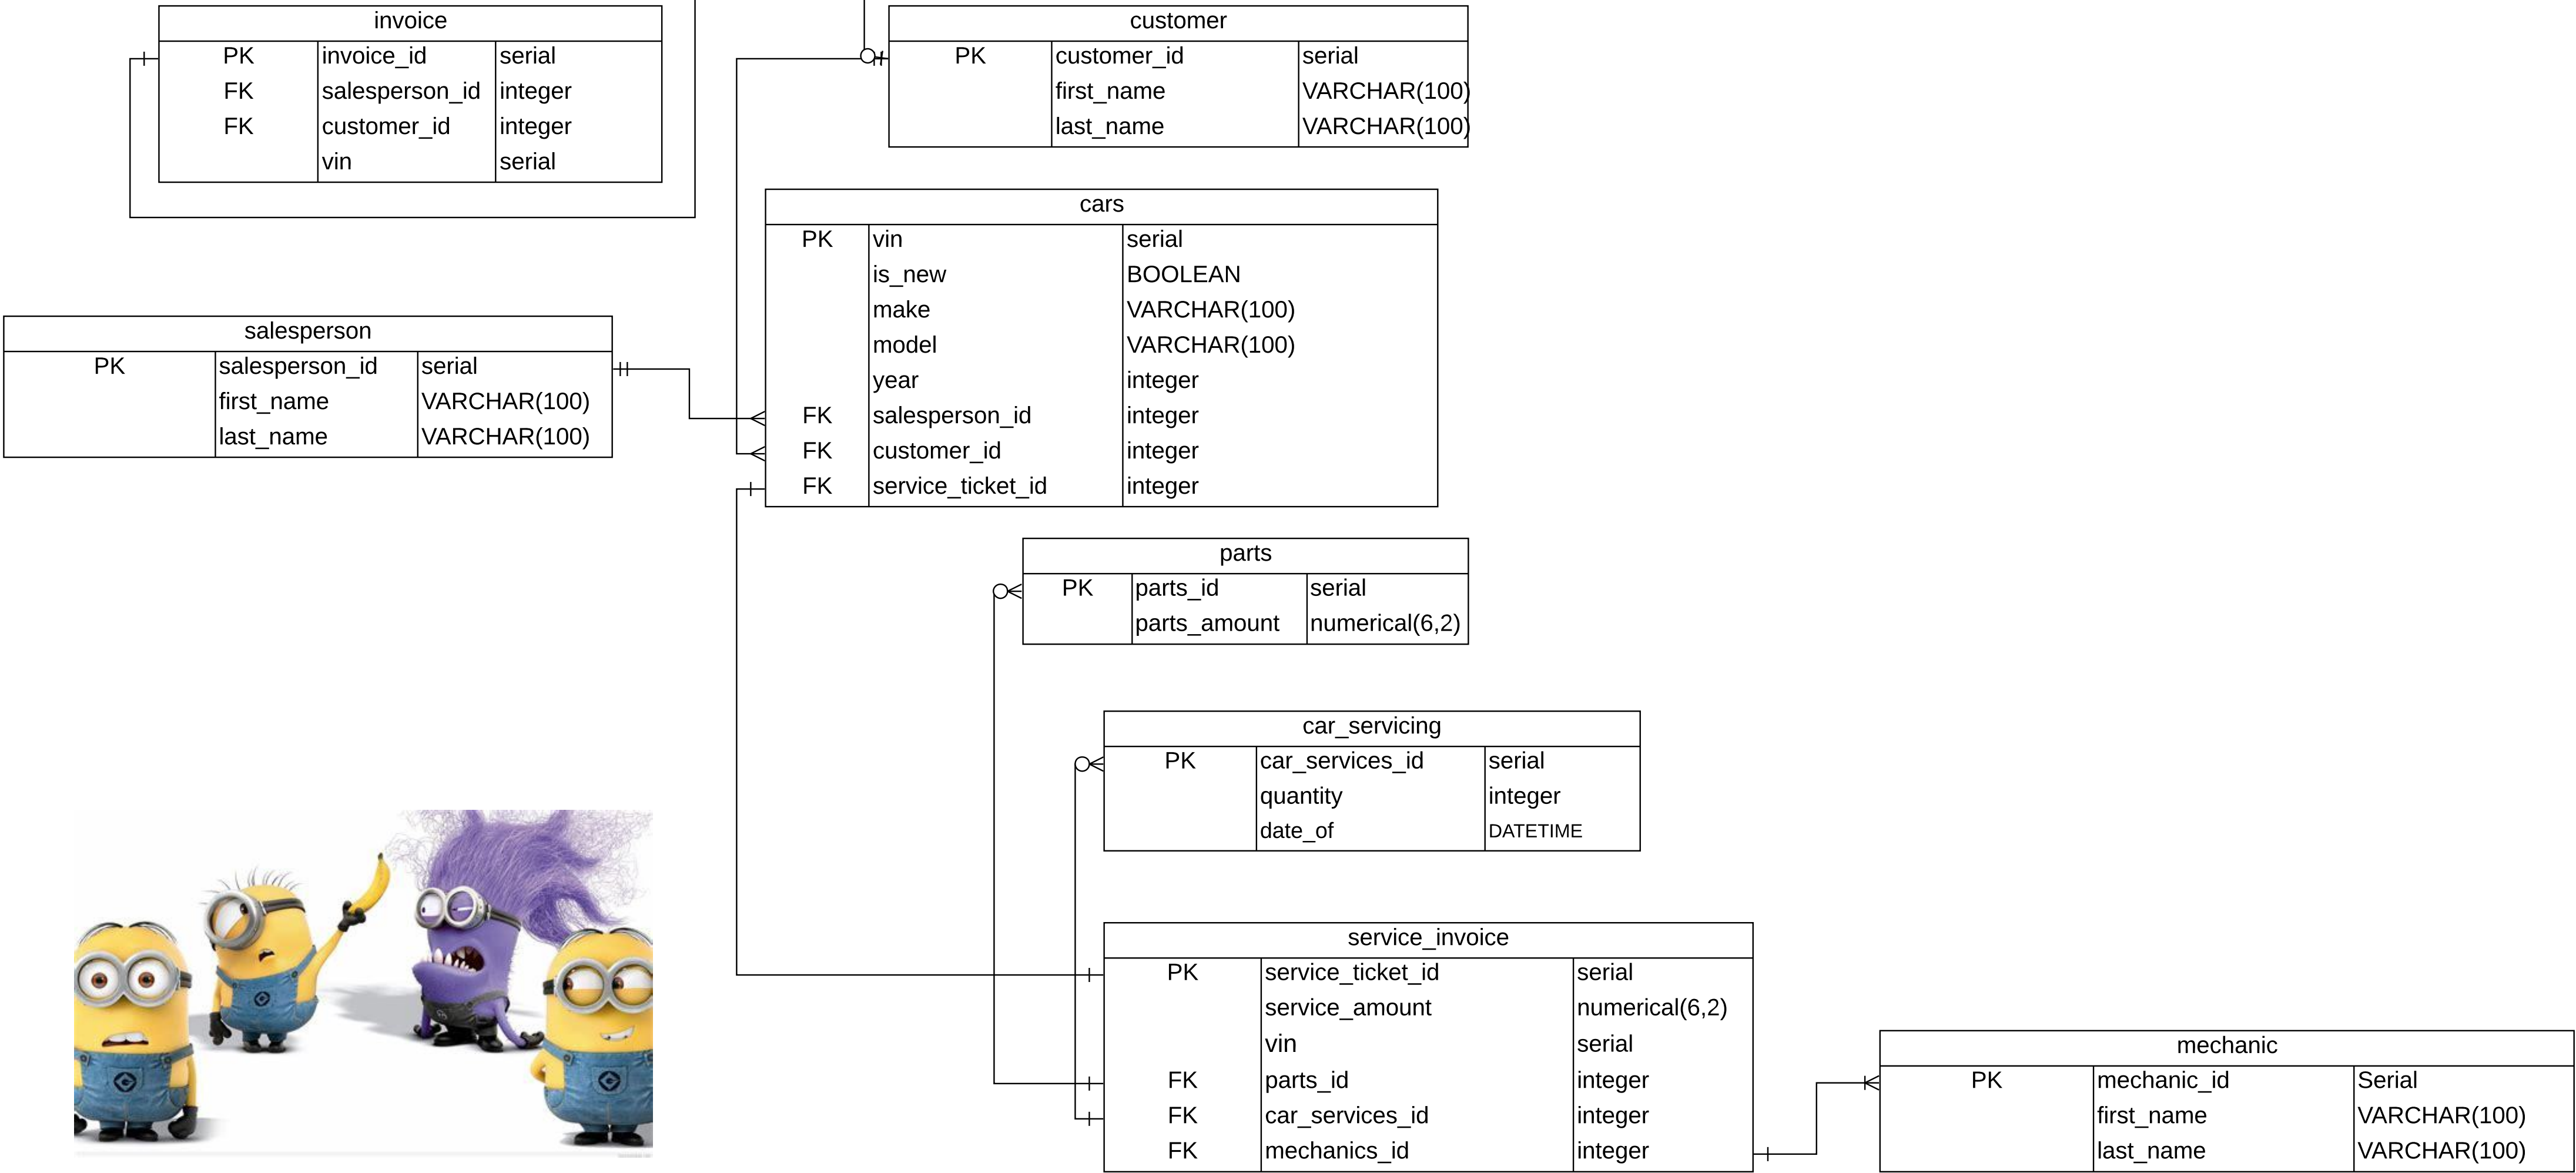 invoice
PK invoice_id serial
FK salesperson_id integer
FK customer_id integer
vin serial
customer
PK customer_id serial
first_name VARCHAR(100)
last_name VARCHAR(100)
cars
PK vin serial
is_new BOOLEAN
make VARCHAR(100)
model VARCHAR(100)
year integer
FK salesperson_id integer
FK customer_id integer
FK service_ticket_id integer
salesperson
PK salesperson_id serial
first_name VARCHAR(100)
last_name VARCHAR(100)
parts
PK parts_id serial
parts_amount numerical(6,2)
car_servicing
PK car_services_id serial
quantity integer
date_of DATETIME
service_invoice
PK service_ticket_id serial
service_amount numerical(6,2)
vin serial
FK parts_id integer
FK car_services_id integer
FK mechanics_id integer
mechanic
PK mechanic_id Serial
first_name VARCHAR(100)
last_name VARCHAR(100)